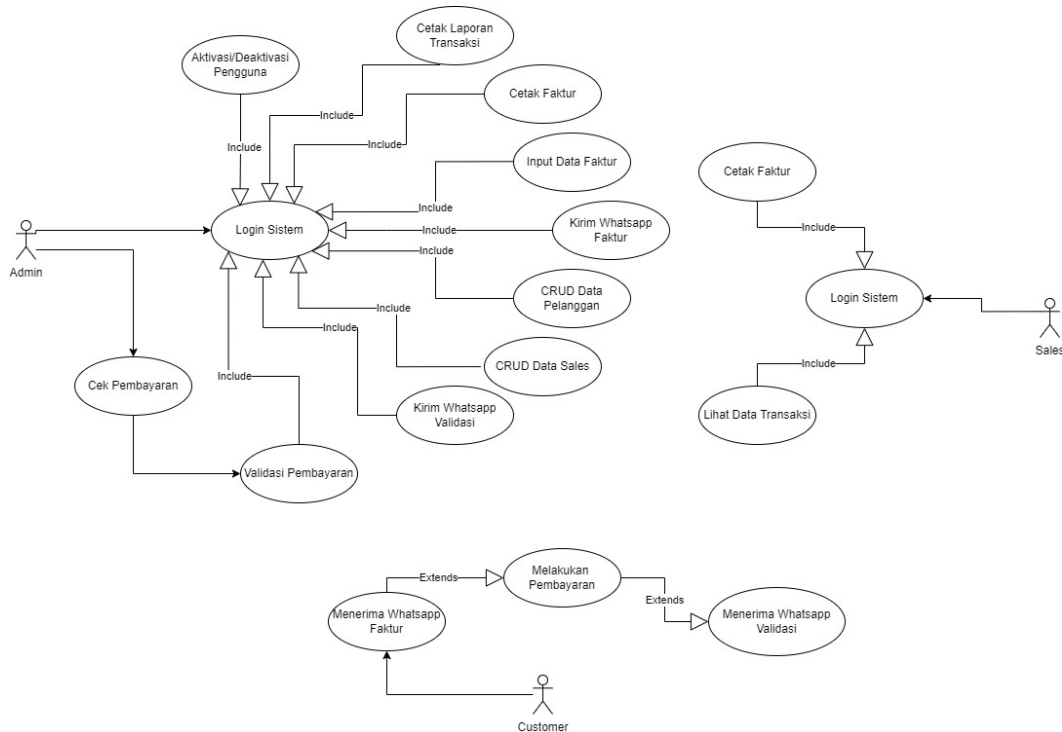 Cetak Laporan
Transaksi
Aktivasi/Deaktivasi
Pengguna
Cetak Faktur
Include
Include
Include
Input Data Faktur
Cetak Faktur
Include
Login Sistem
Include
Kirim Whatsapp
Faktur
Include
Include
Admin
CRUD Data
Pelanggan
Login Sistem
Include
Include
Sales
Include
CRUD Data Sales
Include
Cek Pembayaran
Kirim Whatsapp
Validasi
Lihat Data Transaksi
Validasi Pembayaran
Extends
Melakukan
Pembayaran
Extends
Menerima Whatsapp
Faktur
Menerima Whatsapp
Validasi
Customer